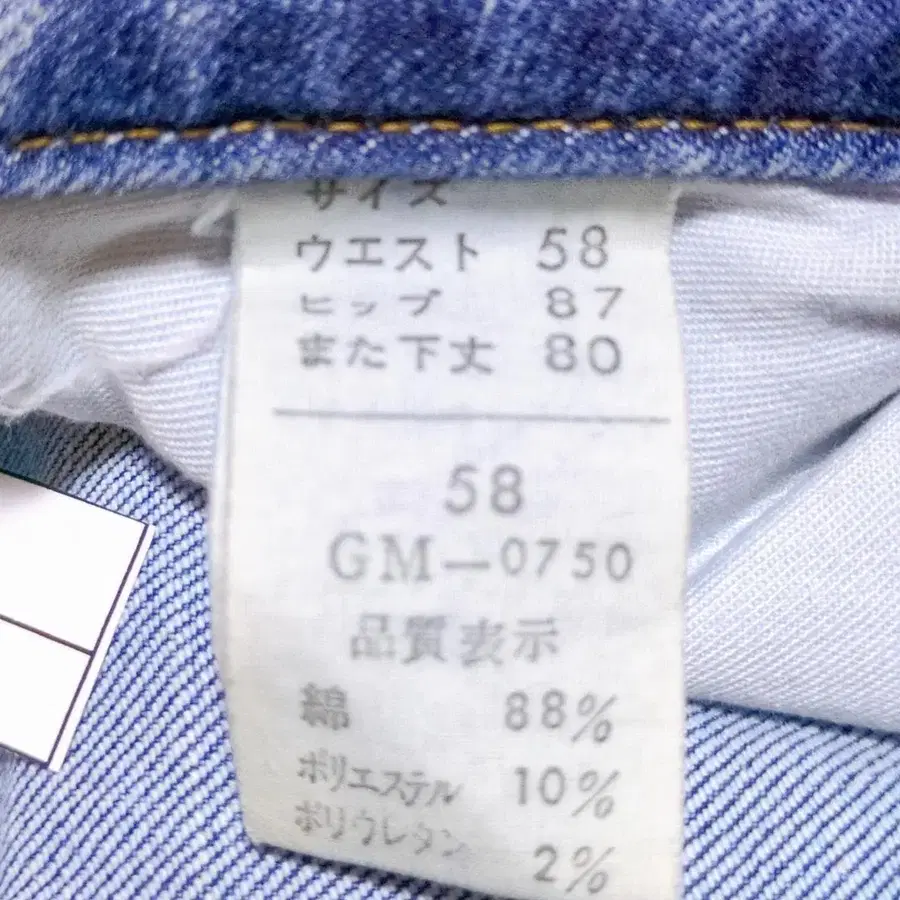 サイズ
ウエスト 58
ヒップ 87
また下丈 80
58
GM—0750
品質表示
綿 88%
ポリエステル 10%
ポリウレタン 2%